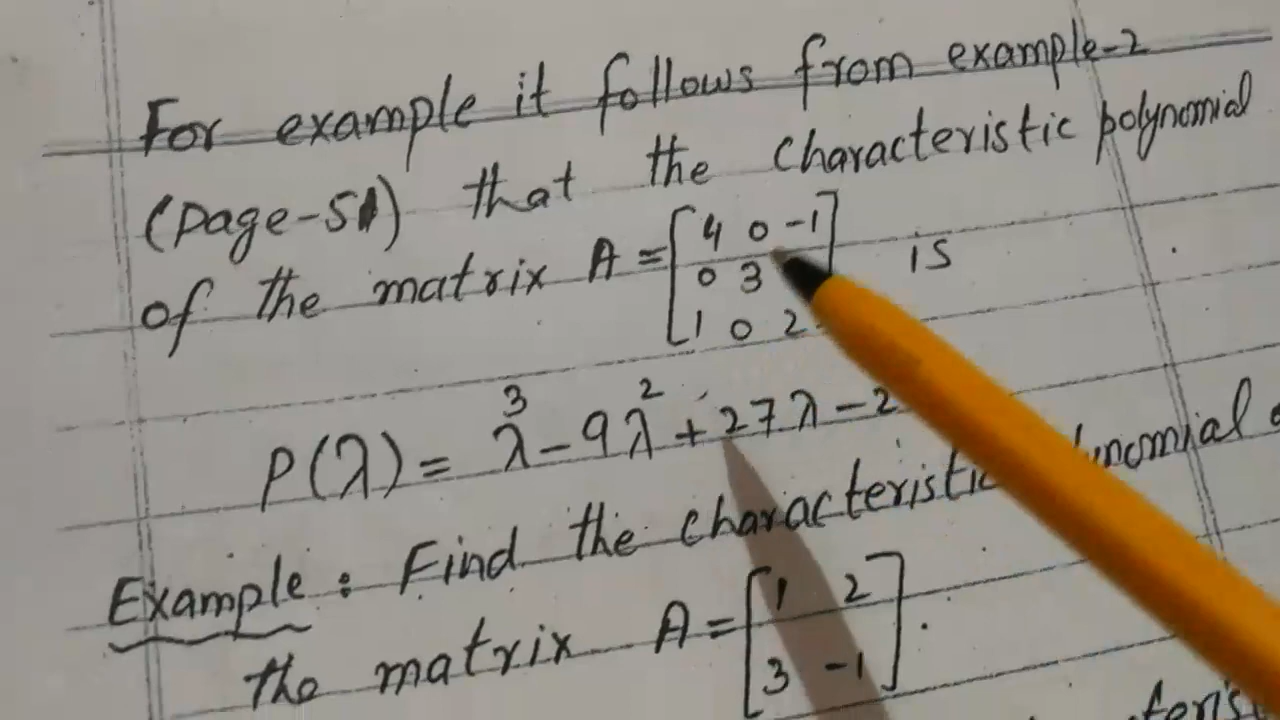 For example it follows from example-2
(page-51) that the characteristic polynomial
of the matrix A = [4 0 -1
0 3
1 0 2] is
P(λ) = λ³ - 9λ² + 27λ - 2
Example: Find the characteristic
the matrix A = [1 2
3 -1].